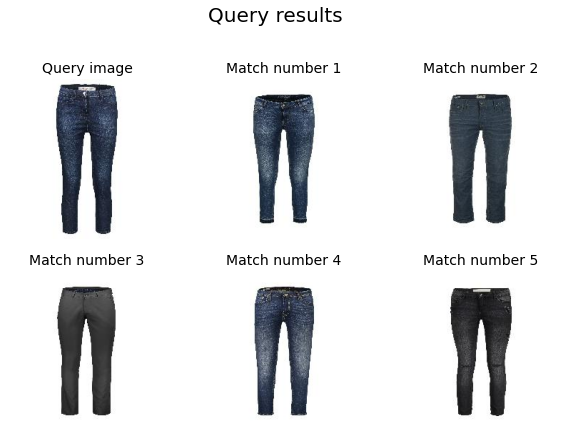 Query results
Query image
Match number 1
Match number 2
Match number 3
Match number 4
Match number 5